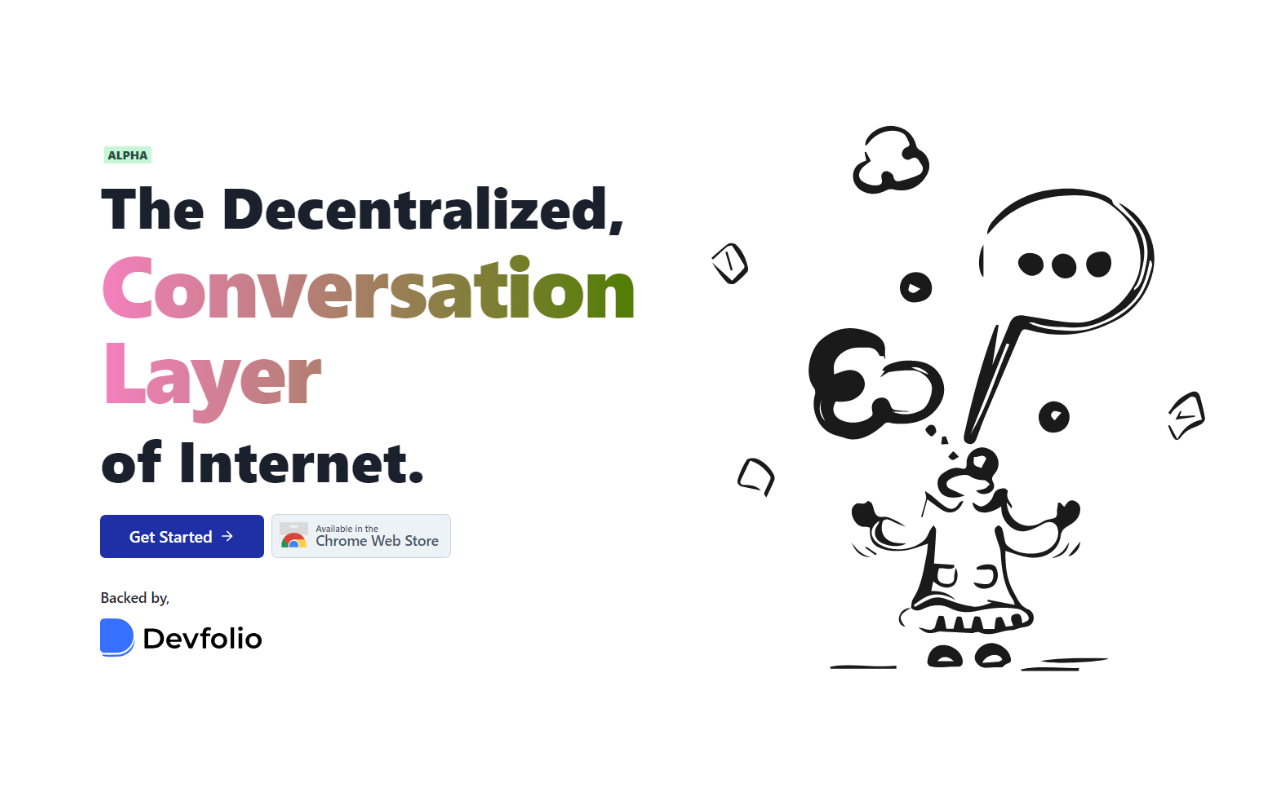 ALPHA
The Decentralized,
Conversation
Layer
of Internet.
Get Started →
Available in the
Chrome Web Store
Backed by,
Devfolio